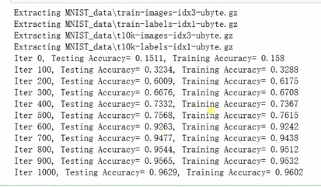 Extracting MNIST_data\train-images-idx3-ubyte.gz
Extracting MNIST_data\train-labels-idx1-ubyte.gz
Extracting MNIST_data\t10k-images-idx3-ubyte.gz
Extracting MNIST_data\t10k-labels-idx1-ubyte.gz
Iter 0, Testing Accuracy= 0.1511, Training Accuracy= 0.158
Iter 100, Testing Accuracy= 0.3234, Training Accuracy= 0.3288
Iter 200, Testing Accuracy= 0.6009, Training Accuracy= 0.6175
Iter 300, Testing Accuracy= 0.6676, Training Accuracy= 0.6708
Iter 400, Testing Accuracy= 0.7332, Training Accuracy= 0.7367
Iter 500, Testing Accuracy= 0.7568, Training Accuracy= 0.7615
Iter 600, Testing Accuracy= 0.9263, Training Accuracy= 0.9242
Iter 700, Testing Accuracy= 0.9477, Training Accuracy= 0.9438
Iter 800, Testing Accuracy= 0.9544, Training Accuracy= 0.9512
Iter 900, Testing Accuracy= 0.9565, Training Accuracy= 0.9532
Iter 1000, Testing Accuracy= 0.9629, Training Accuracy= 0.9602